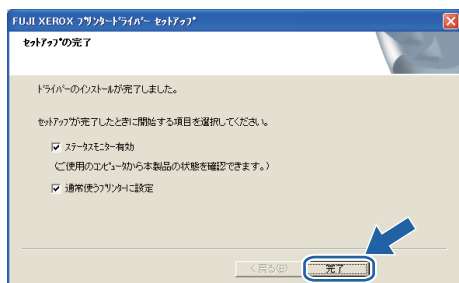 FUJI XEROX プリンタードライバー セットアップ
セットアップの完了
ドライバーのインストールが完了しました。
セットアップが完了したときに開始する項目を選択してください。
ステータスモニター有効
(ご使用のコンピュータから本製品の状態を確認できます。)
通常使うプリンターに設定
< 戻る(B)
完了